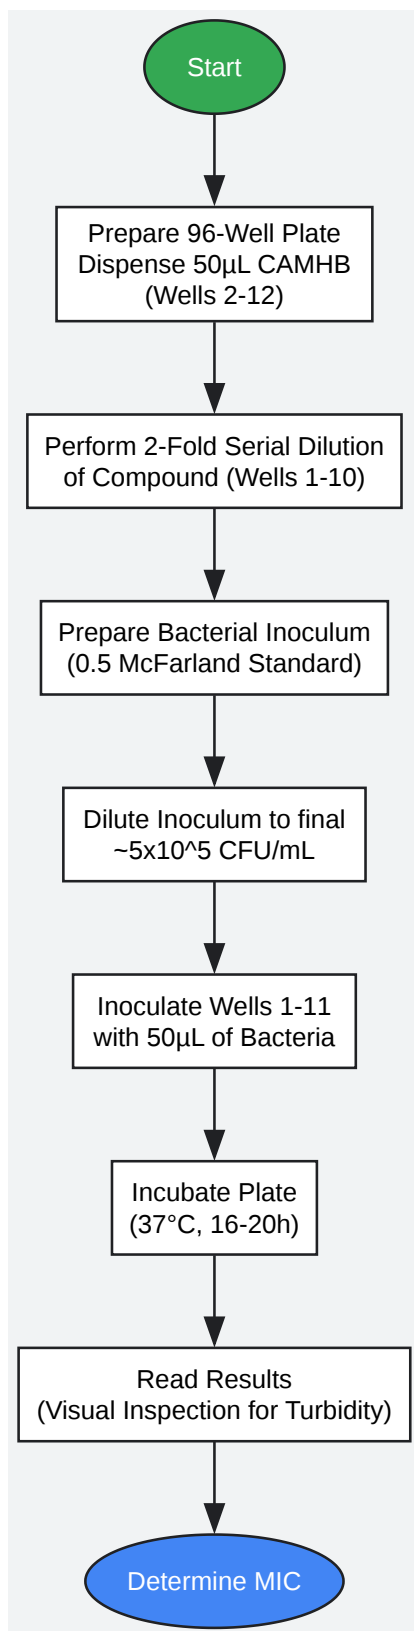 Start
Prepare 96-Well Plate
Dispense 50µL CAMHB
(Wells 2-12)
Perform 2-Fold Serial Dilution
of Compound (Wells 1-10)
Prepare Bacterial Inoculum
(0.5 McFarland Standard)
Dilute Inoculum to final
~5x10^5 CFU/mL
Inoculate Wells 1-11
with 50µL of Bacteria
Incubate Plate
(37°C, 16-20h)
Read Results
(Visual Inspection for Turbidity)
Determine MIC